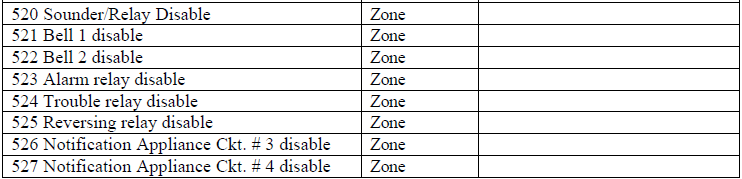 520 Sounder/Relay Disable Zone
521 Bell 1 disable Zone
522 Bell 2 disable Zone
523 Alarm relay disable Zone
524 Trouble relay disable Zone
525 Reversing relay disable Zone
526 Notification Appliance Ckt. # 3 disable Zone
527 Notification Appliance Ckt. # 4 disable Zone